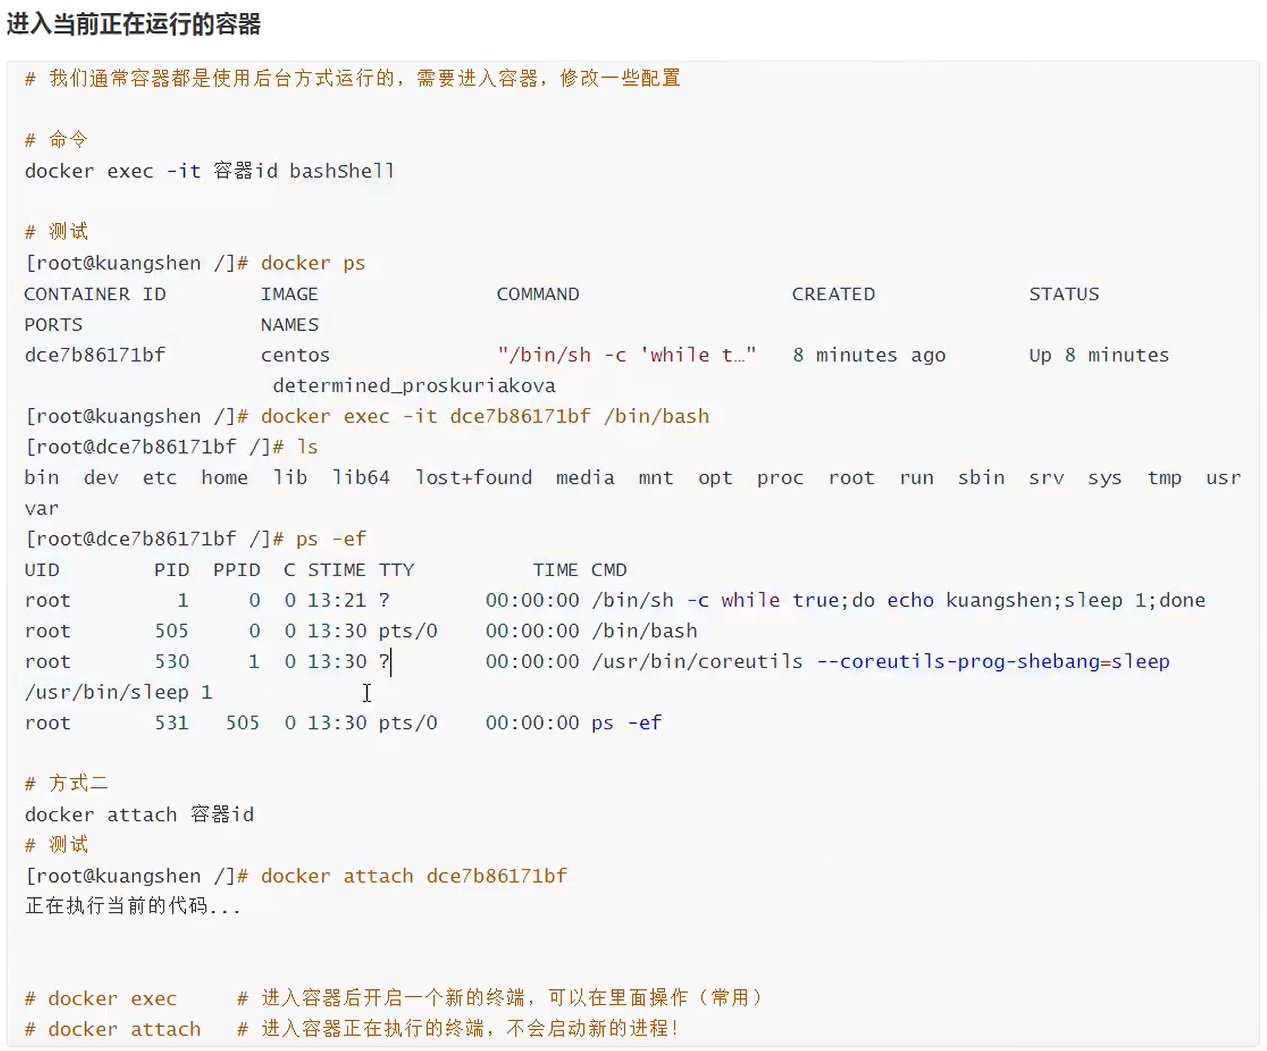 进入当前正在运行的容器
# 我们通常容器都是使用后台方式运行的，需要进入容器，修改一些配置
# 命令
docker exec -it 容器id bashShell
# 测试
[root@kuangshen /]# docker ps
CONTAINER ID        IMAGE               COMMAND                  CREATED             STATUS
PORTS               NAMES
dce7b86171bf        centos              "/bin/sh -c 'while t…"   8 minutes ago       Up 8 minutes
determined_proskuriakova
[root@kuangshen /]# docker exec -it dce7b86171bf /bin/bash
[root@dce7b86171bf /]# ls
bin  dev  etc  home  lib  lib64  lost+found  media  mnt  opt  proc  root  run  sbin  srv  sys  tmp  usr
var
[root@dce7b86171bf /]# ps -ef
UID        PID  PPID  C STIME TTY          TIME CMD
root         1     0  0 13:21 ?        00:00:00 /bin/sh -c while true;do echo kuangshen;sleep 1;done
root       505     0  0 13:30 pts/0    00:00:00 /bin/bash
root       530     1  0 13:30 ?        00:00:00 /usr/bin/coreutils --coreutils-prog-shebang=sleep
/usr/bin/sleep 1
root       531   505  0 13:30 pts/0    00:00:00 ps -ef
# 方式二
docker attach 容器id
# 测试
[root@kuangshen /]# docker attach dce7b86171bf
正在执行当前的代码...
# docker exec     # 进入容器后开启一个新的终端，可以在里面操作（常用）
# docker attach   # 进入容器正在执行的终端，不会启动新的进程！